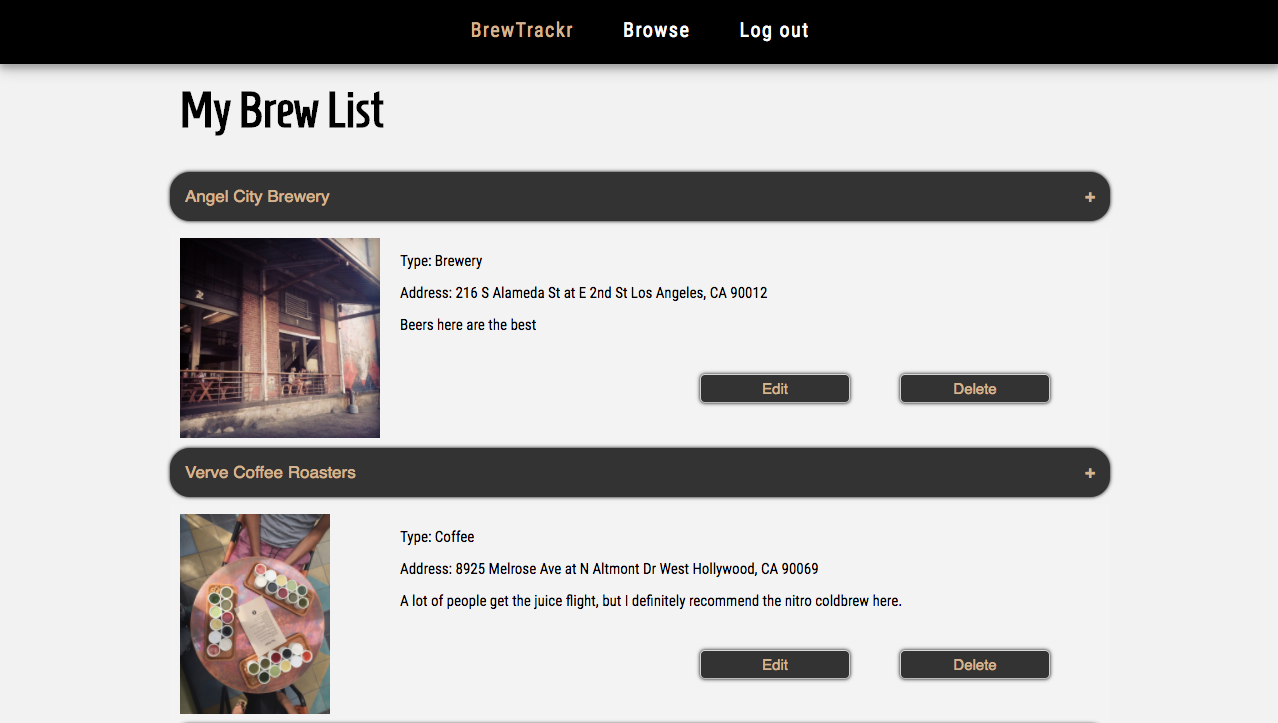 BrewTrackr Browse Log out
My Brew List
Angel City Brewery +
Type: Brewery
Address: 216 S Alameda St at E 2nd St Los Angeles, CA 90012
Beers here are the best
Edit Delete
Verve Coffee Roasters +
Type: Coffee
Address: 8925 Melrose Ave at N Altmont Dr West Hollywood, CA 90069
A lot of people get the juice flight, but I definitely recommend the nitro coldbrew here.
Edit Delete